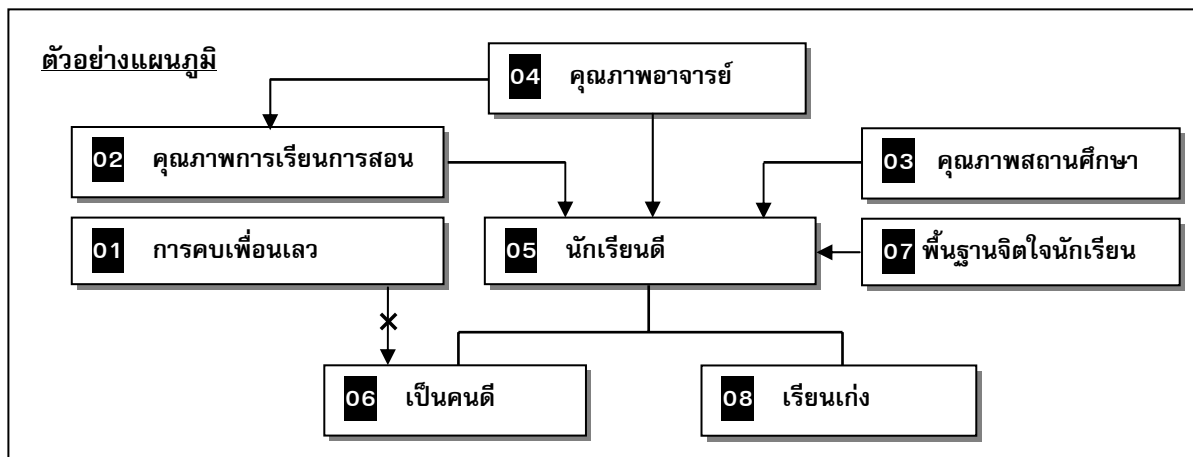 ตัวอย่างแผนภูมิ
04 คุณภาพอาจารย์
02 คุณภาพการเรียนการสอน
03 คุณภาพสถานศึกษา
01 การคบเพื่อนเลว
05 นักเรียนดี
07 พื้นฐานจิตใจนักเรียน
06 เป็นคนดี
08 เรียนเก่ง